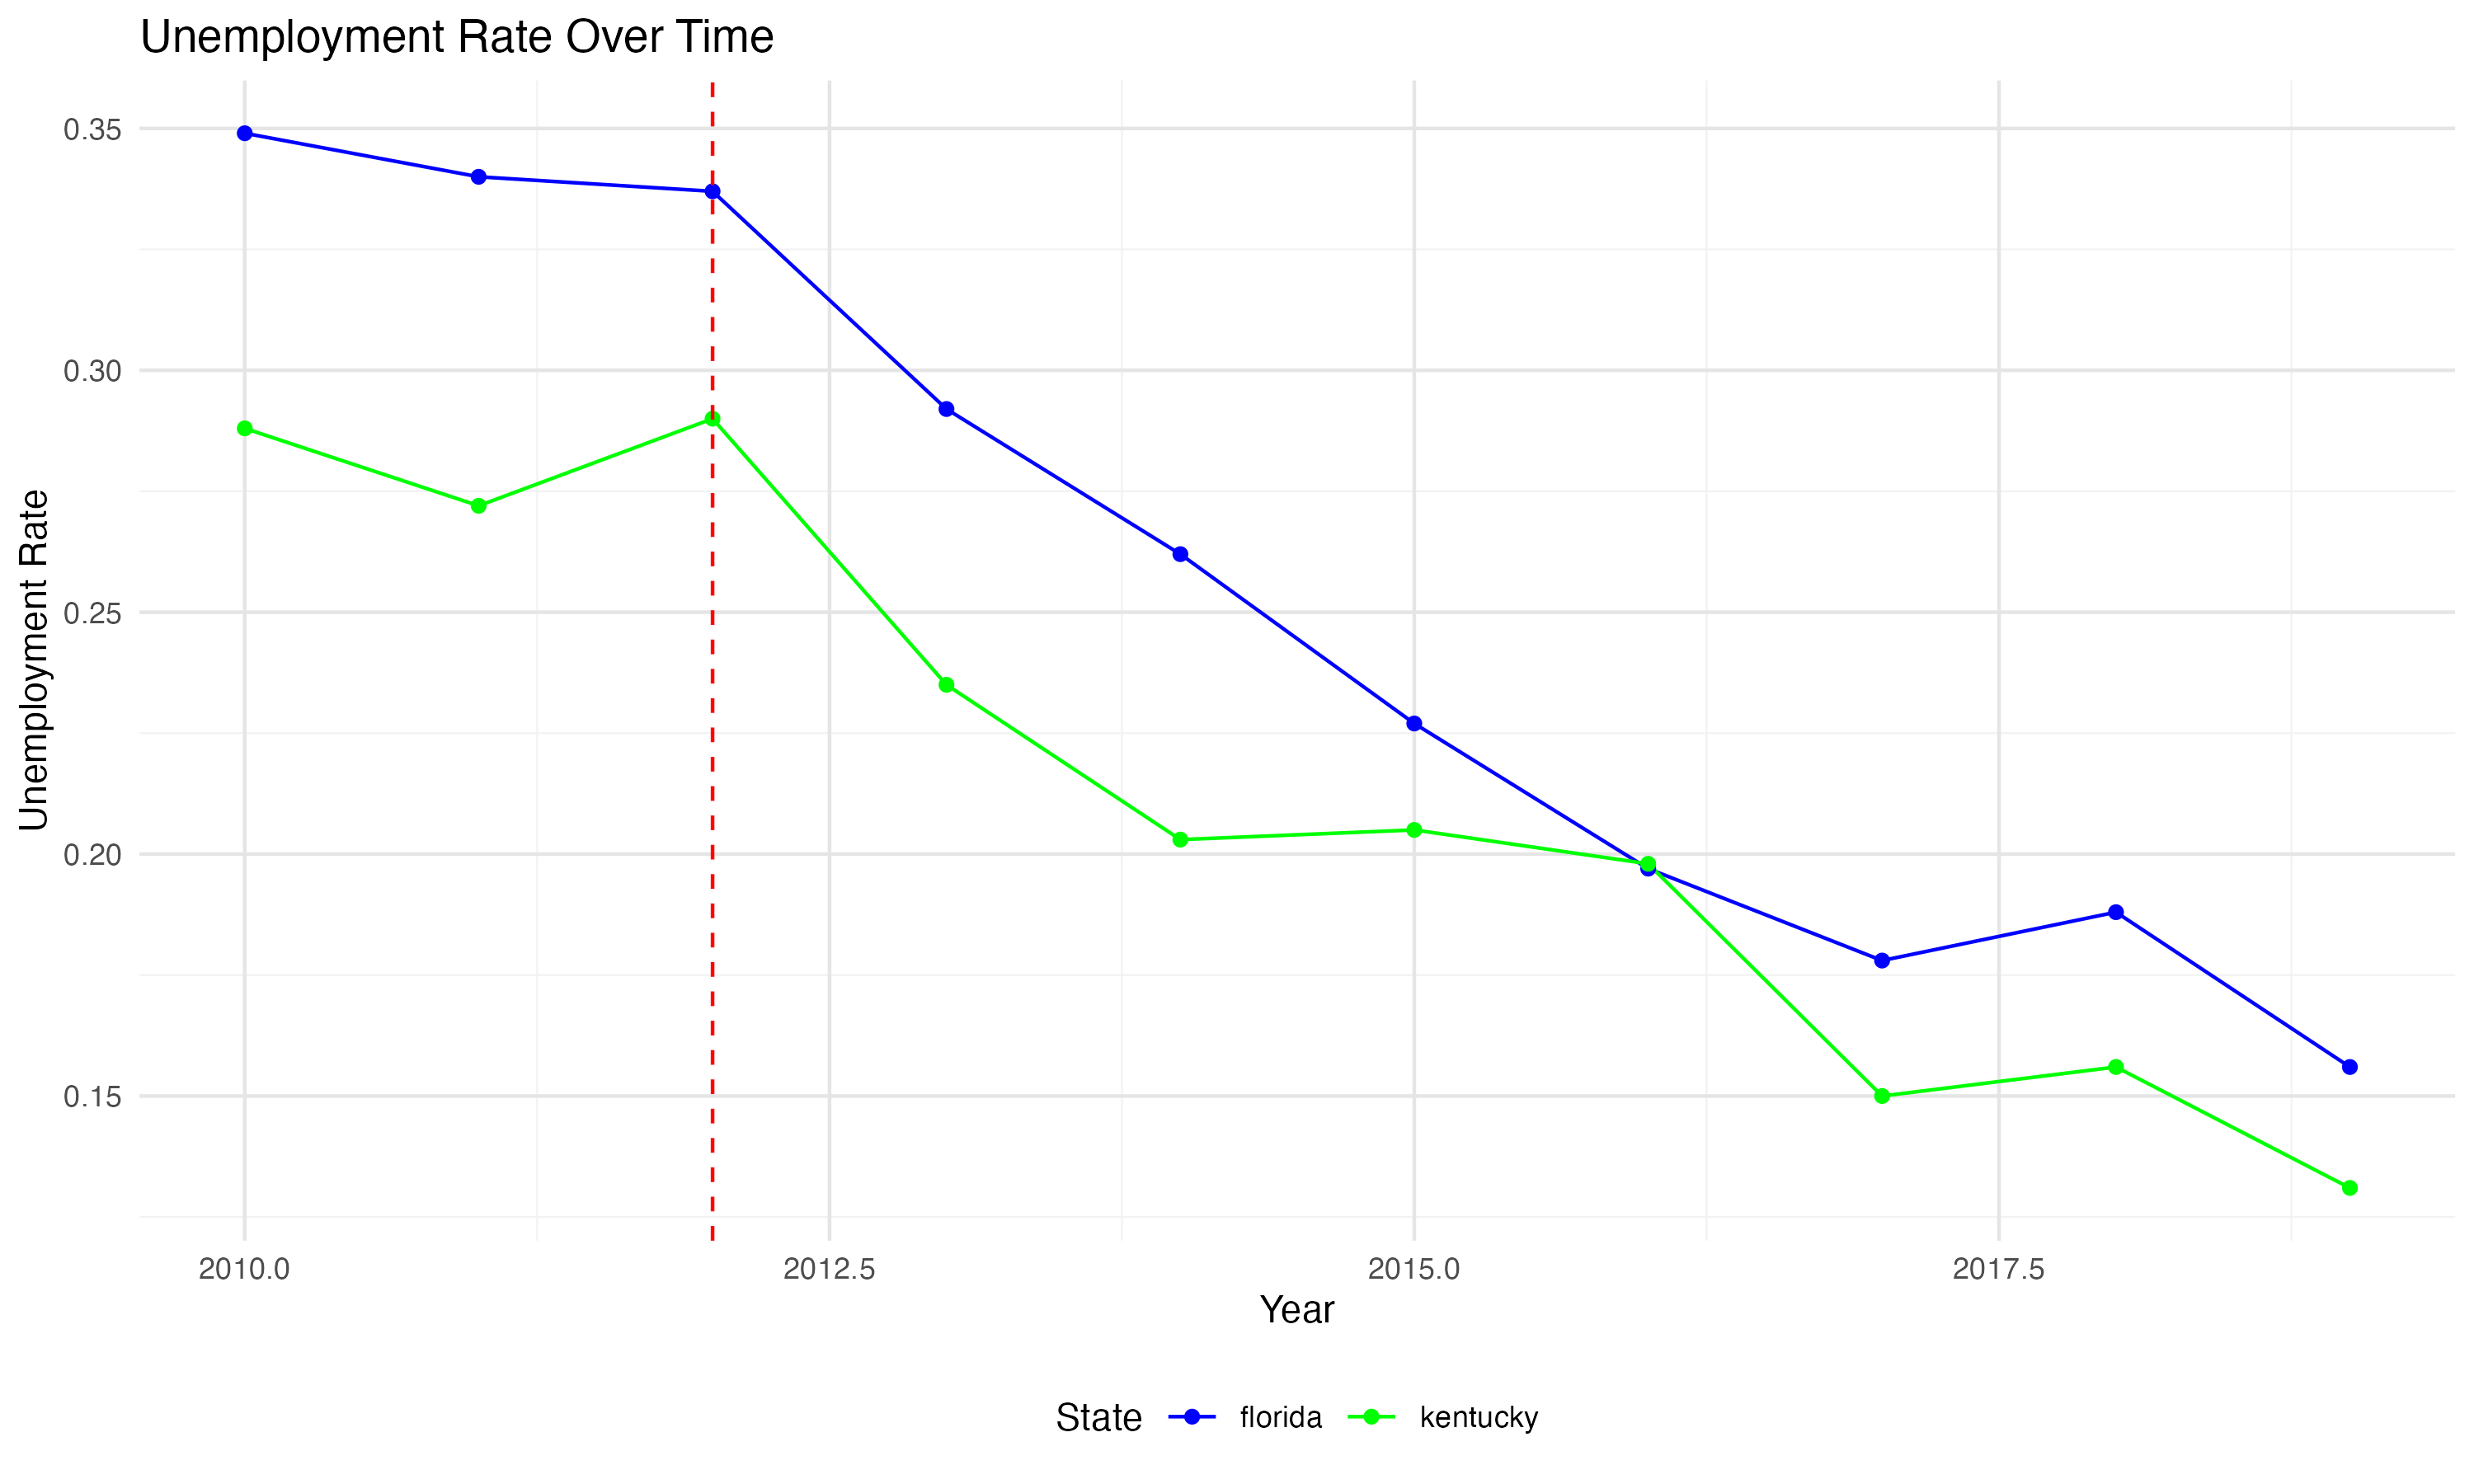 Unemployment Rate Over Time
Unemployment Rate
0.35
0.30
0.25
0.20
0.15
2010.0 2012.5 2015.0 2017.5
Year
State florida kentucky